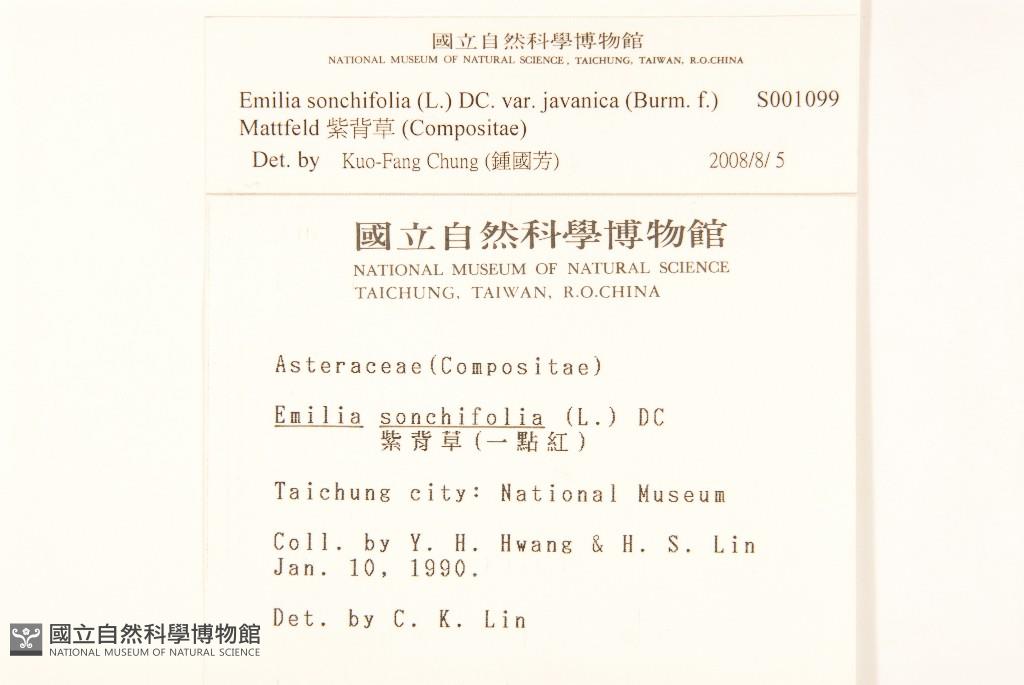 國立自然科學博物館
NATIONAL MUSEUM OF NATURAL SCIENCE, TAICHUNG, TAIWAN, R.O.CHINA
Emilia sonchifolia (L.) DC. var. javanica (Burm. f.) S001099
Mattfeld 紫背草 (Compositae)
Det. by Kuo-Fang Chung (鍾國芳) 2008/8/ 5
國立自然科學博物館
NATIONAL MUSEUM OF NATURAL SCIENCE
TAICHUNG, TAIWAN, R.O.CHINA
Asteraceae(Compositae)
Emilia sonchifolia (L.) DC
紫背草(一點紅)
Taichung city: National Museum
Coll. by Y. H. Hwang & H. S. Lin
Jan. 10, 1990.
Det. by C. K. Lin
國立自然科學博物館
NATIONAL MUSEUM OF NATURAL SCIENCE